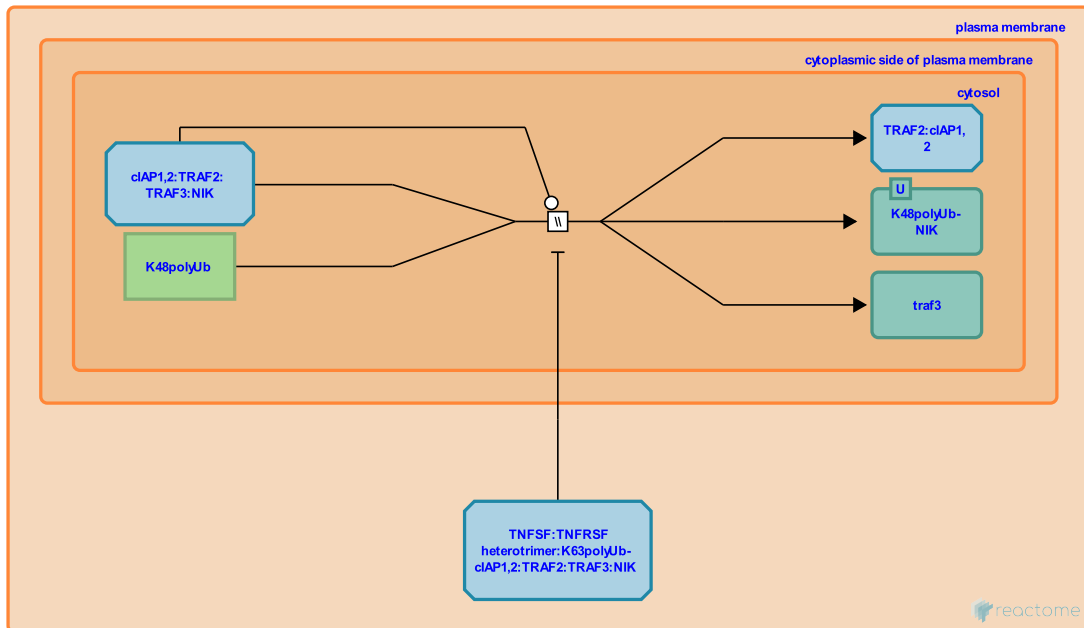 plasma membrane
cytoplasmic side of plasma membrane
cytosol
cIAP1,2:TRAF2:
TRAF3:NIK
K48polyUb
\\
TRAF2:cIAP1,
2
U
K48polyUb-
NIK
traf3
TNFSF:TNFRSF
heterotrimer:K63polyUb-
cIAP1,2:TRAF2:TRAF3:NIK
reactome